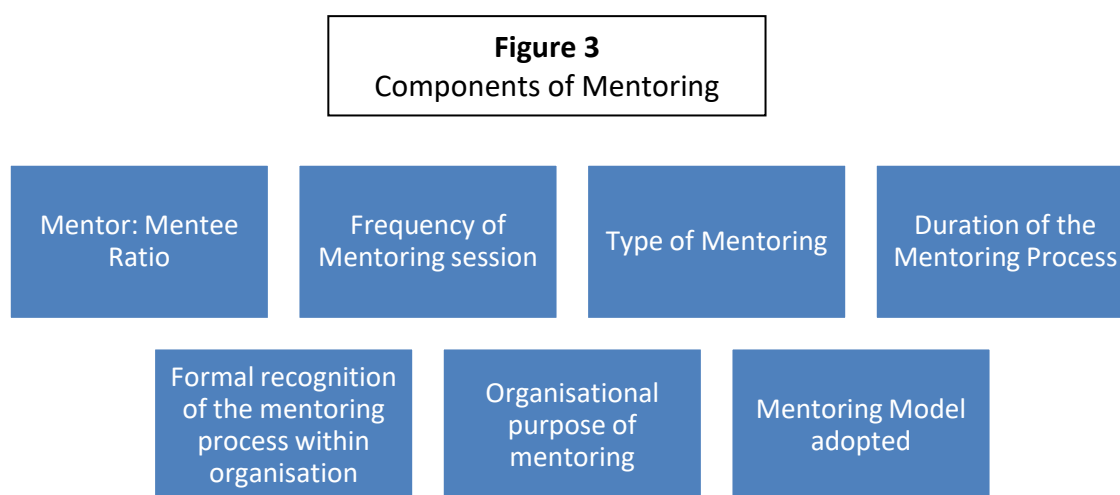 Figure 3
Components of Mentoring
Mentor: Mentee
Ratio
Frequency of
Mentoring session
Type of Mentoring
Duration of the
Mentoring Process
Formal recognition
of the mentoring
process within
organisation
Organisational
purpose of
mentoring
Mentoring Model
adopted